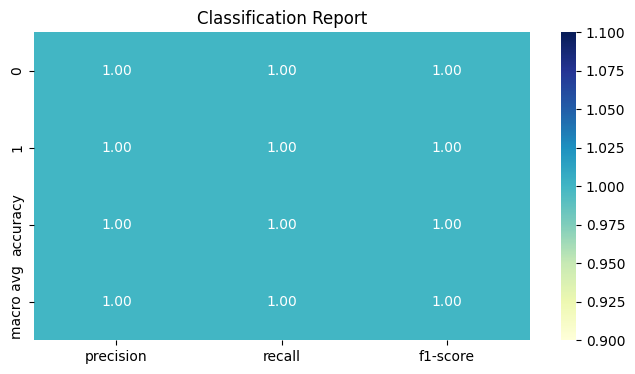 Classification Report
0 1.00 1.00 1.00
1 1.00 1.00 1.00
accuracy 1.00 1.00 1.00
macro avg 1.00 1.00 1.00
precision recall f1-score
1.100
1.075
1.050
1.025
1.000
0.975
0.950
0.925
0.900